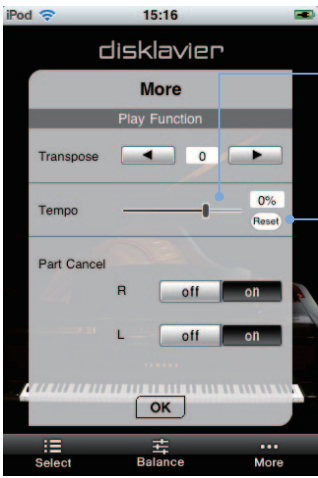 iPod 15:16
disklavier
More
Play Function
Transpose 0
Tempo 0%
Reset
Part Cancel
R off on
L off on
YAMAHA
OK
Select Balance More